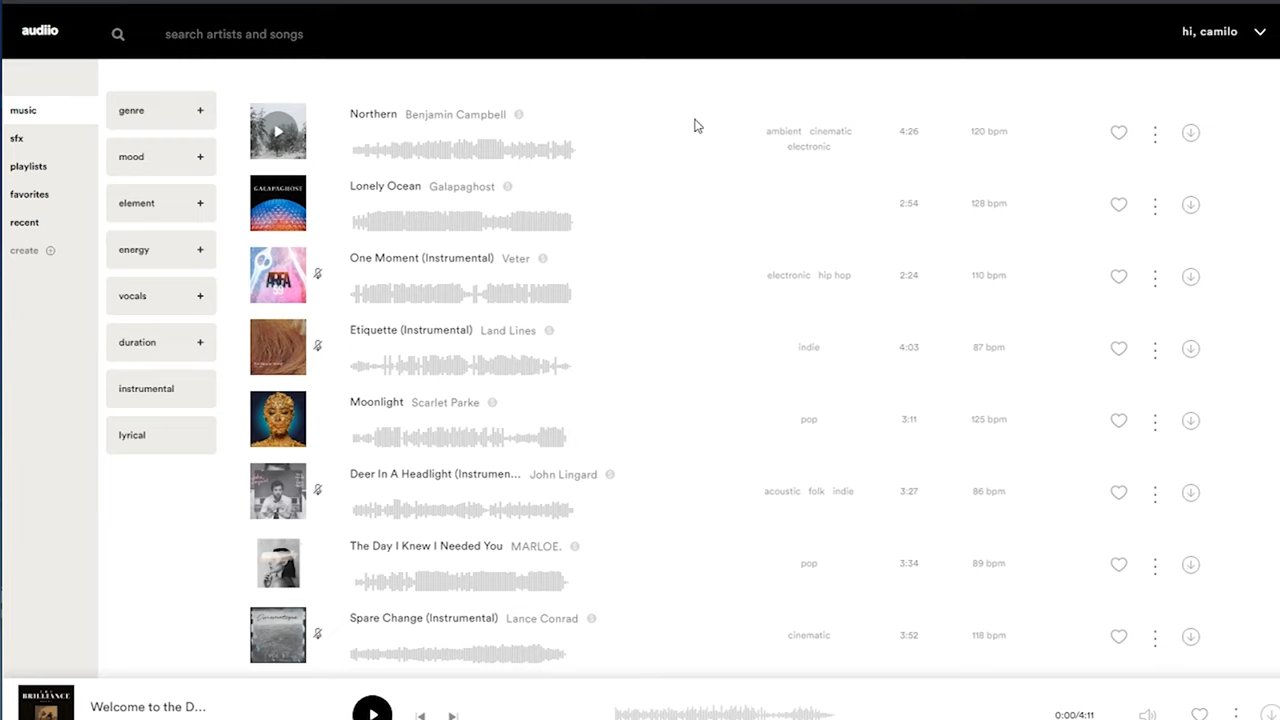 audiio
search artists and songs
hi, camilo
music
sfx
playlists
favorites
recent
create
genre +
mood +
element +
energy +
vocals +
duration +
instrumental
lyrical
Northern Benjamin Campbell
ambient cinematic
electronic
4:26
120 bpm
GALAPAGHOST
Lonely Ocean Galapaghost
2:54
128 bpm
One Moment (Instrumental) Veter
electronic hip hop
2:24
110 bpm
Etiquette (Instrumental) Land Lines
indie
4:03
87 bpm
Moonlight Scarlet Parke
pop
3:11
125 bpm
Deer In A Headlight (Instrumen... John Lingard
acoustic folk indie
3:27
86 bpm
The Day I Knew I Needed You MARLOE.
pop
3:34
89 bpm
Spare Change (Instrumental) Lance Conrad
cinematic
3:52
118 bpm
BRILLIANCE
Welcome to the D...
0:00/4:11